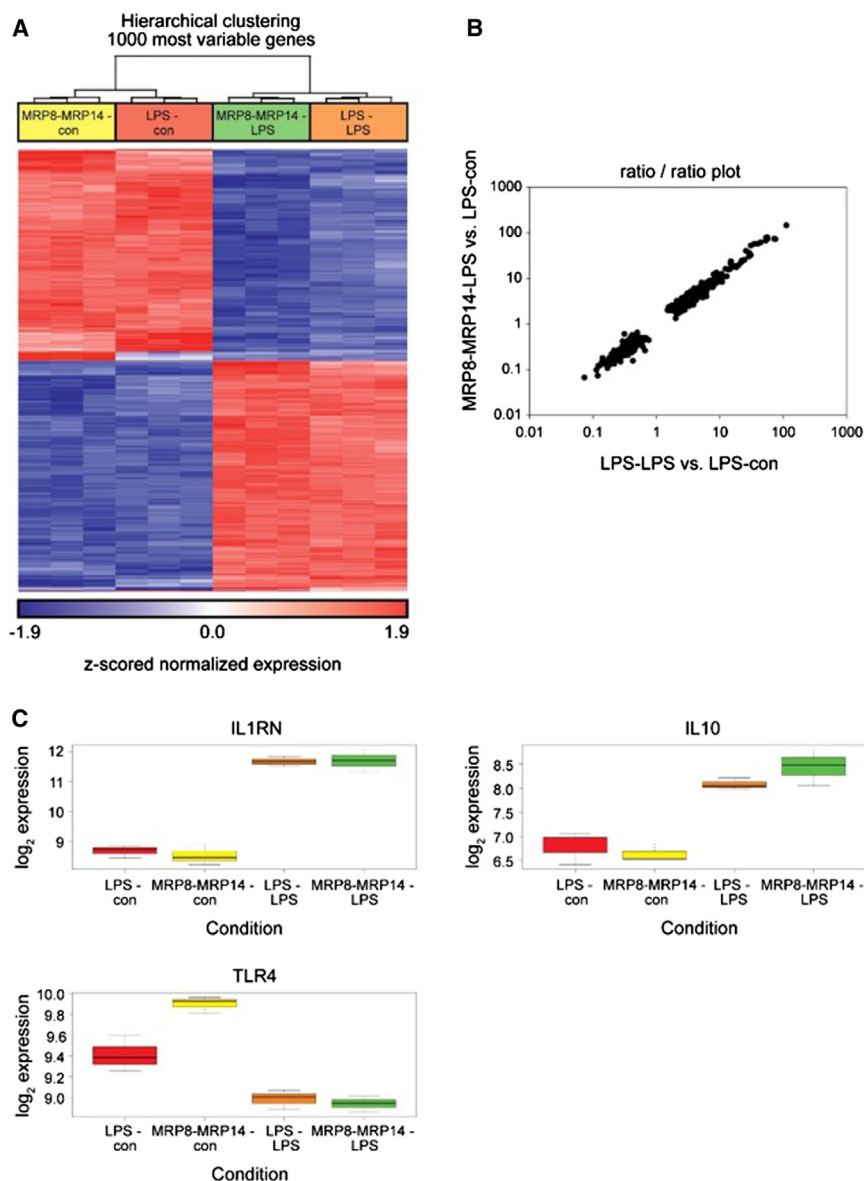 A
Hierarchical clustering
1000 most variable genes
MRP8-MRP14 -
con
LPS -
con
MRP8-MRP14 -
LPS
LPS -
LPS
-1.9
0.0
1.9
z-scored normalized expression
B
ratio / ratio plot
MRP8-MRP14-LPS vs. LPS-con
1000
100
10
1
0.1
0.01
0.01
0.1
1
10
100
1000
LPS-LPS vs. LPS-con
C
IL1RN
log2 expression
12
11
10
9
LPS -
con
MRP8-MRP14 -
con
LPS -
LPS
MRP8-MRP14 -
LPS
Condition
IL10
log2 expression
8.5
8.0
7.5
7.0
6.5
LPS -
con
MRP8-MRP14 -
con
LPS -
LPS
MRP8-MRP14 -
LPS
Condition
TLR4
log2 expression
10.0
9.8
9.6
9.4
9.2
9.0
LPS -
con
MRP8-MRP14 -
con
LPS -
LPS
MRP8-MRP14 -
LPS
Condition